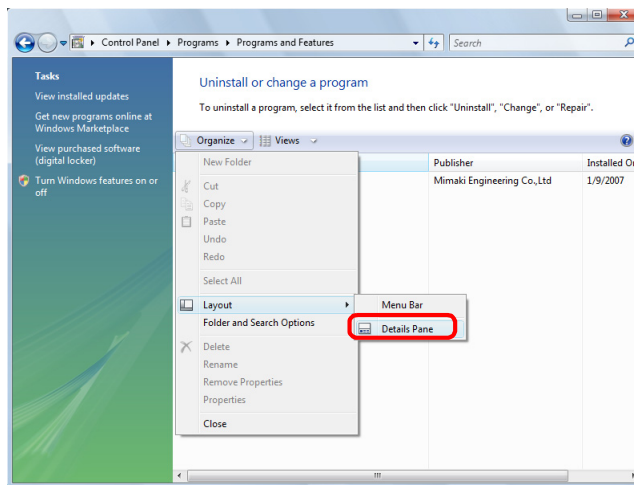 Control Panel ▸ Programs ▸ Programs and Features
Search
Tasks
View installed updates
Get new programs online at
Windows Marketplace
View purchased software
(digital locker)
Turn Windows features on or
off
Uninstall or change a program
To uninstall a program, select it from the list and then click "Uninstall", "Change", or "Repair".
Organize
Views
Publisher
Installed On
Mimaki Engineering Co.,Ltd
1/9/2007
New Folder
Cut
Copy
Paste
Undo
Redo
Select All
Layout
Folder and Search Options
Delete
Rename
Remove Properties
Properties
Close
Menu Bar
Details Pane